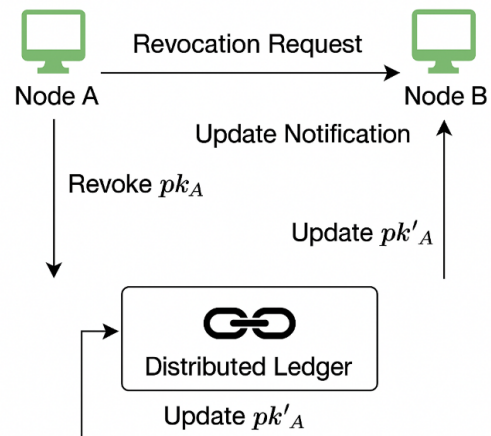 Revocation Request
Node A
Node B
Update Notification
Revoke pk_A
Update pk'_A
Distributed Ledger
Update pk'_A